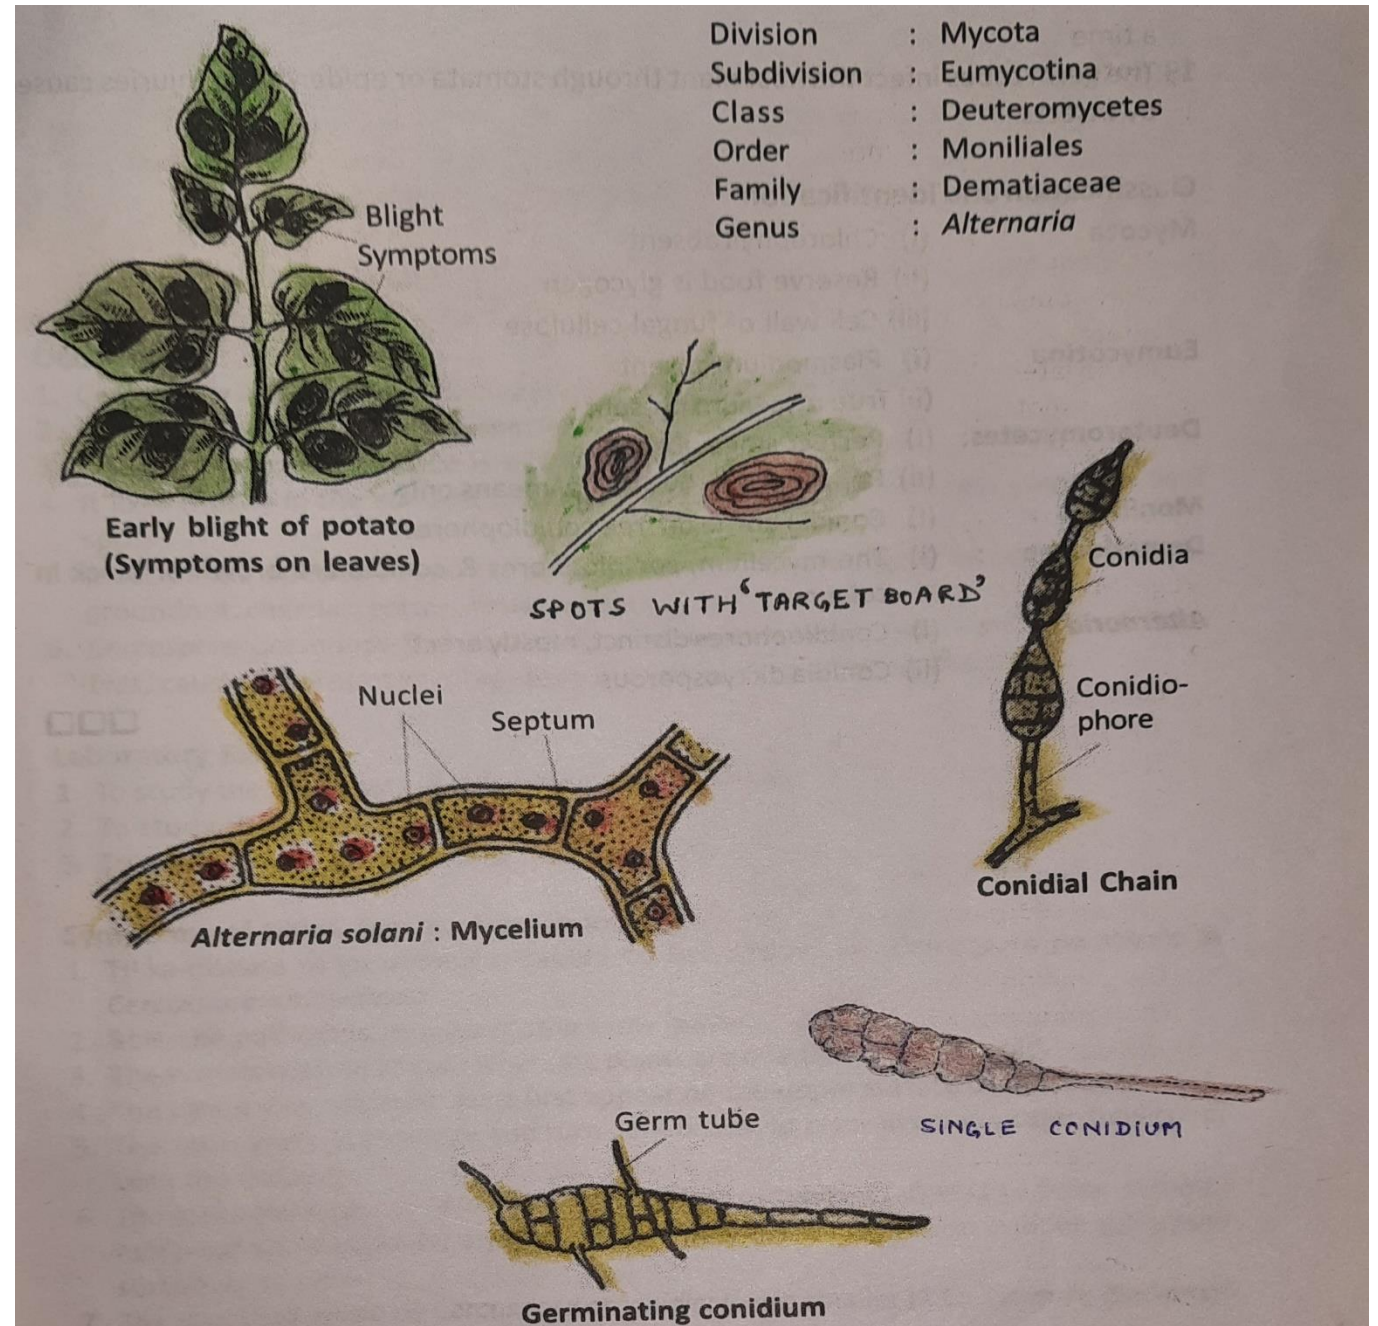 Division : Mycota
Subdivision : Eumycotina
Class : Deuteromycetes
Order : Moniliales
Family : Dematiaceae
Genus : Alternaria
Blight
Symptoms
Early blight of potato
(Symptoms on leaves)
SPOTS WITH 'TARGET BOARD'
Conidia
Conidio-
phore
Conidial Chain
Nuclei
Septum
Alternaria solani : Mycelium
SINGLE CONIDIUM
Germ tube
Germinating conidium